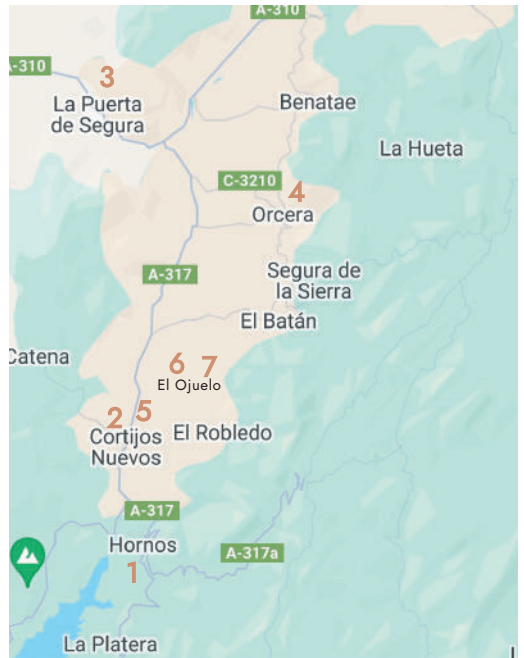 A-310
A-310
3
La Puerta
de Segura
Benatae
La Hueta
C-3210
4
Orcera
A-317
Segura de
la Sierra
El Batán
Catena
6 7
El Ojuelo
2 5
Cortijos
Nuevos
El Robledo
A-317
Hornos
A-317a
1
La Platera